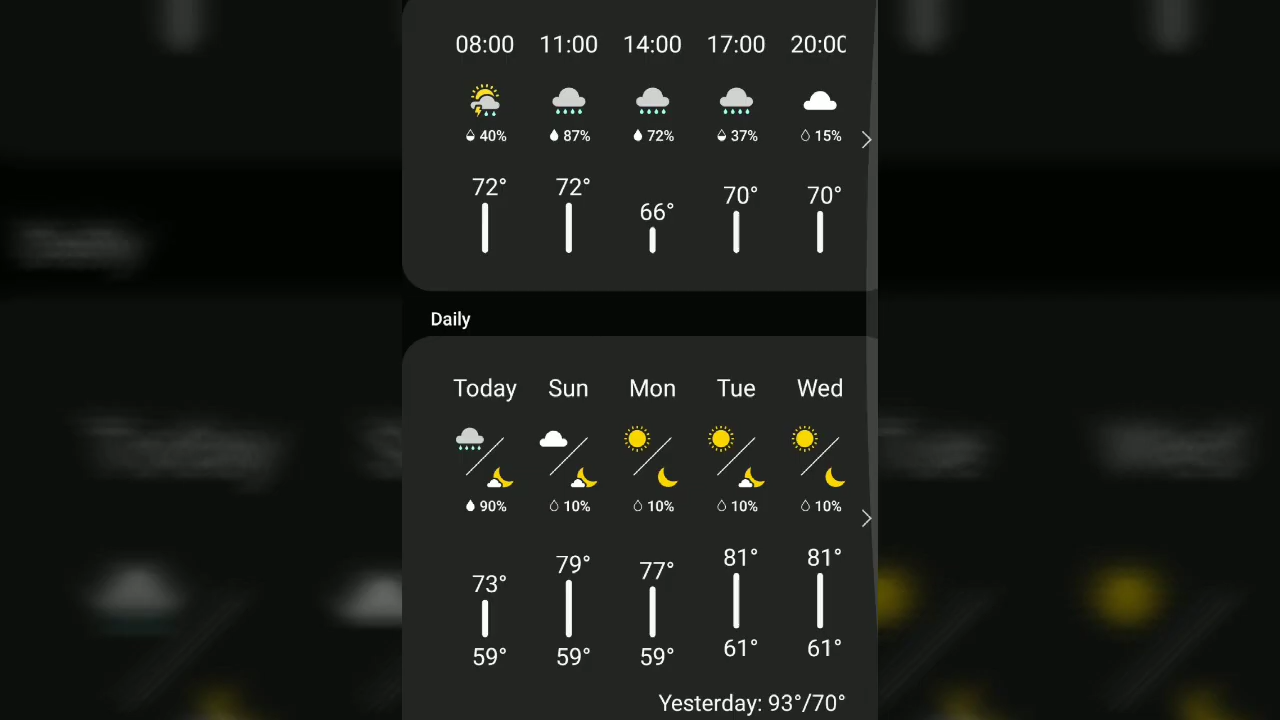 08:00 11:00 14:00 17:00 20:00
40% 87% 72% 37% 15%
72° 72° 66° 70° 70°
Daily
Today Sun Mon Tue Wed
90% 10% 10% 10% 10%
73° 79° 77° 81° 81°
59° 59° 59° 61° 61°
Yesterday: 93°/70°